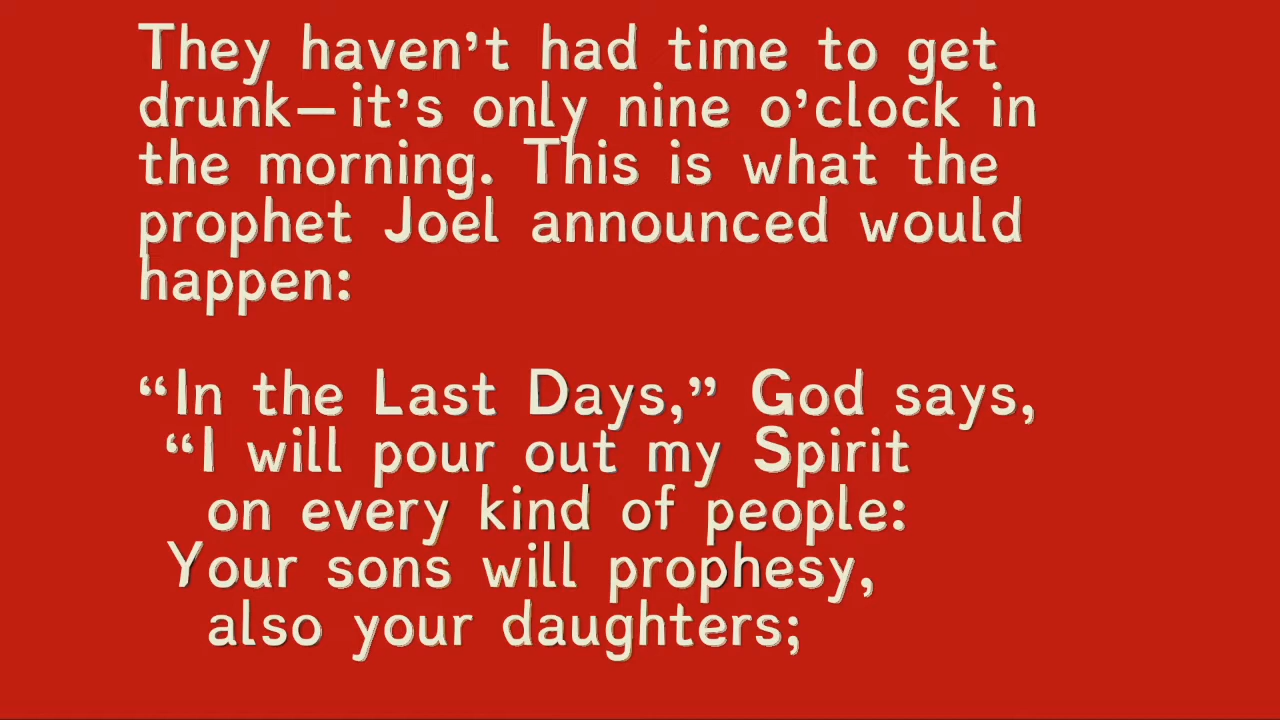 They haven’t had time to get
drunk—it’s only nine o’clock in
the morning. This is what the
prophet Joel announced would
happen:
“In the Last Days,” God says,
“I will pour out my Spirit
on every kind of people:
Your sons will prophesy,
also your daughters;